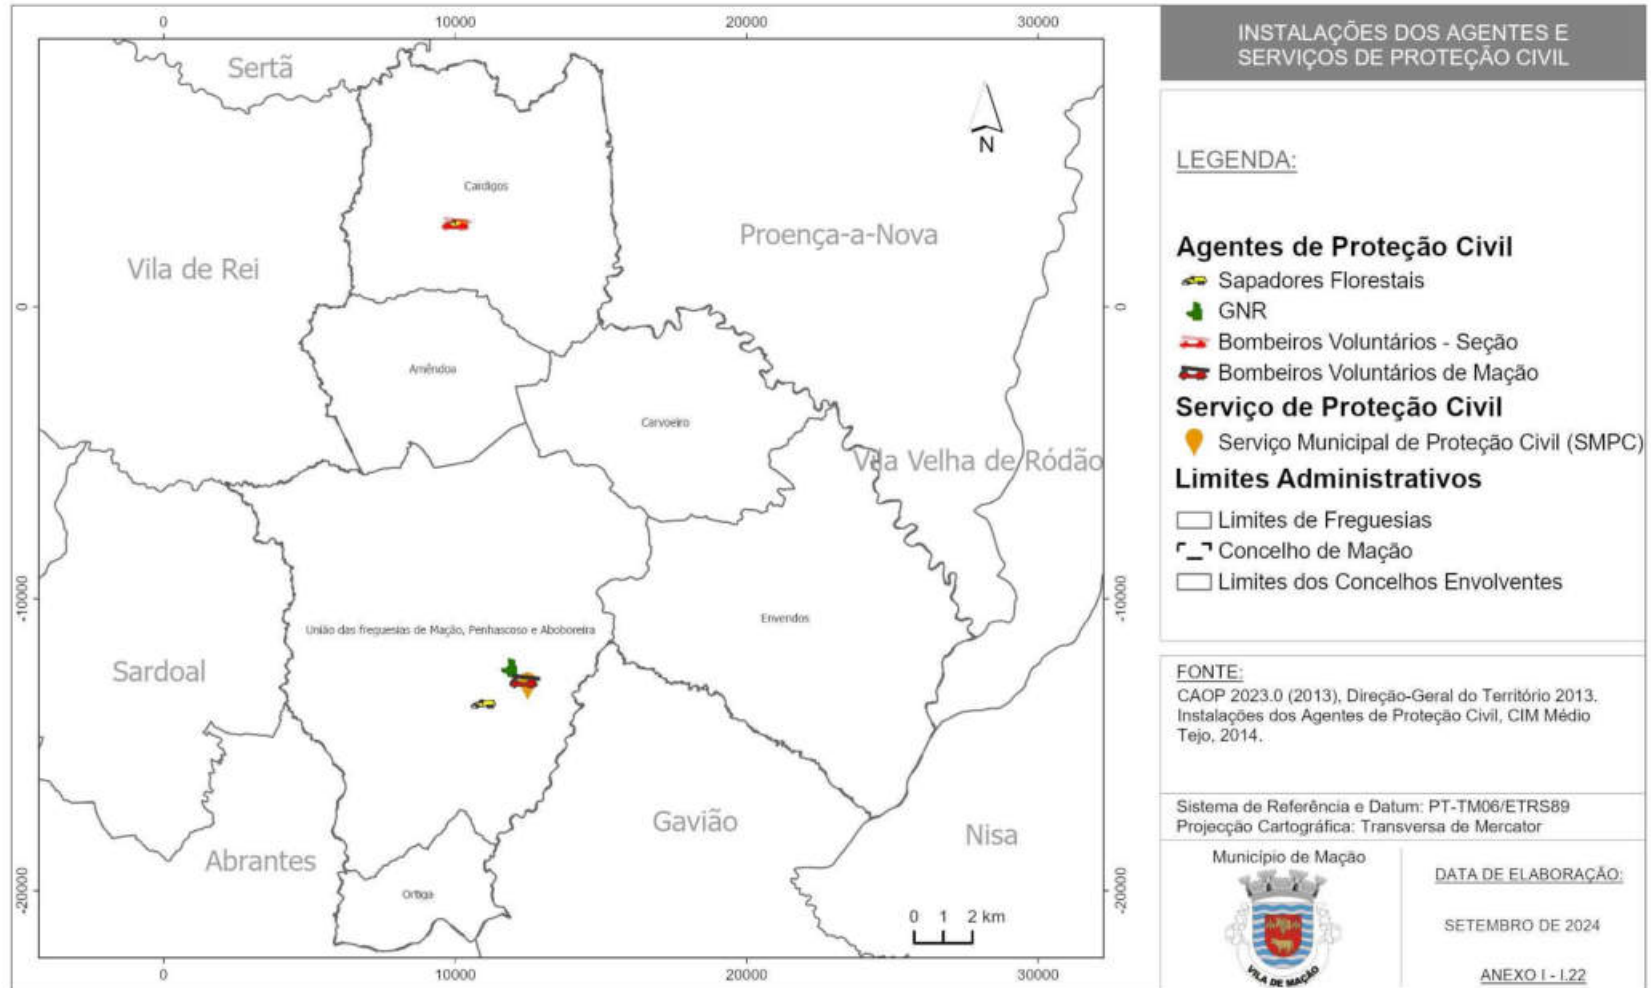 0
10000
20000
30000
Sertã
N
Cardigos
Proença-a-Nova
Vila de Rei
0
0
Amêndoa
Carvoeiro
Vila Velha de Ródão
-10000
-10000
Envendos
União das freguesias de Mação, Penhascoso e Aboboreira
Sardoal
Gavião
Nisa
Abrantes
-20000
-20000
Ortiga
0 1 2 km
0
10000
20000
30000
INSTALAÇÕES DOS AGENTES E
SERVIÇOS DE PROTEÇÃO CIVIL
LEGENDA:
Agentes de Proteção Civil
Sapadores Florestais
GNR
Bombeiros Voluntários - Seção
Bombeiros Voluntários de Mação
Serviço de Proteção Civil
Serviço Municipal de Proteção Civil (SMPC)
Limites Administrativos
Limites de Freguesias
Concelho de Mação
Limites dos Concelhos Envolventes
FONTE:
CAOP 2023.0 (2013), Direção-Geral do Território 2013.
Instalações dos Agentes de Proteção Civil, CIM Médio
Tejo, 2014.
Sistema de Referência e Datum: PT-TM06/ETRS89
Projecção Cartográfica: Transversa de Mercator
Município de Mação
VILA DE MAÇÃO
DATA DE ELABORAÇÃO:
SETEMBRO DE 2024
ANEXO I - I.22